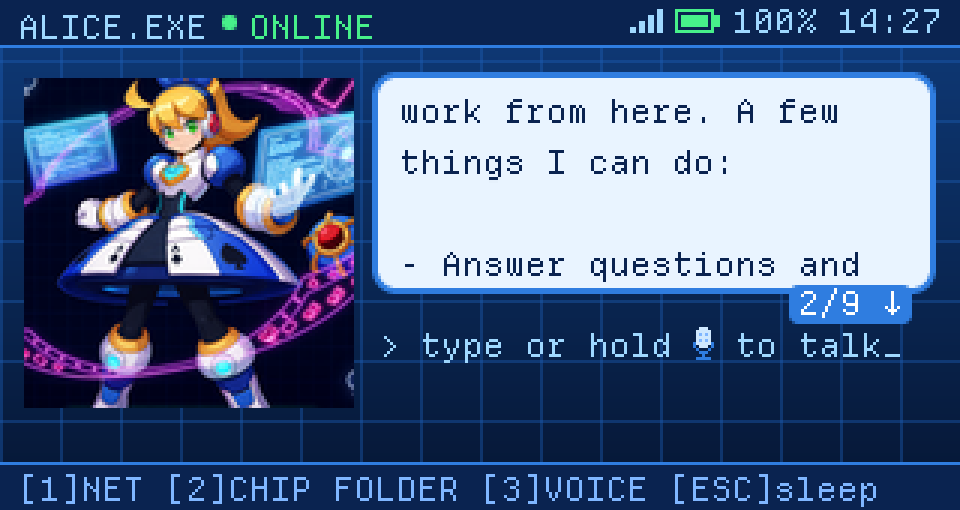 ALICE.EXE ONLINE 100% 14:27
work from here. A few
things I can do:
- Answer questions and
2/9 ↓
> type or hold to talk_
[1]NET [2]CHIP FOLDER [3]VOICE [ESC]sleep